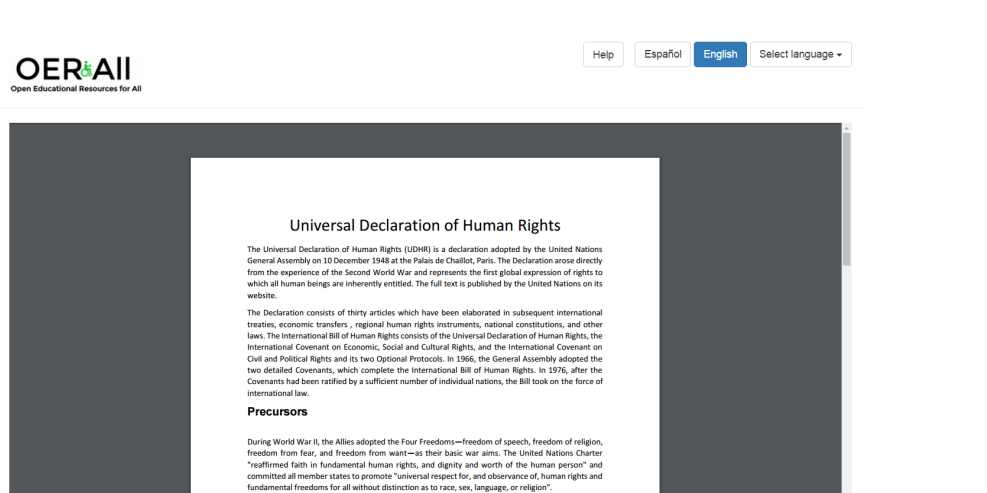 OER All
Open Educational Resources for All
Help
Español
English
Select language
Universal Declaration of Human Rights
The Universal Declaration of Human Rights (UDHR) is a declaration adopted by the United Nations
General Assembly on 10 December 1948 at the Palais de Chaillot, Paris. The Declaration arose directly
from the experience of the Second World War and represents the first global expression of rights to
which all human beings are inherently entitled. The full text is published by the United Nations on its
website.
The Declaration consists of thirty articles which have been elaborated in subsequent international
treaties, economic transfers , regional human rights instruments, national constitutions, and other
laws. The International Bill of Human Rights consists of the Universal Declaration of Human Rights, the
International Covenant on Economic, Social and Cultural Rights, and the International Covenant on
Civil and Political Rights and its two Optional Protocols. In 1966, the General Assembly adopted the
two detailed Covenants, which complete the International Bill of Human Rights. In 1976, after the
Covenants had been ratified by a sufficient number of individual nations, the Bill took on the force of
international law.
Precursors
During World War II, the Allies adopted the Four Freedoms—freedom of speech, freedom of religion,
freedom from fear, and freedom from want—as their basic war aims. The United Nations Charter
"reaffirmed faith in fundamental human rights, and dignity and worth of the human person" and
committed all member states to promote "universal respect for, and observance of, human rights and
fundamental freedoms for all without distinction as to race, sex, language, or religion".